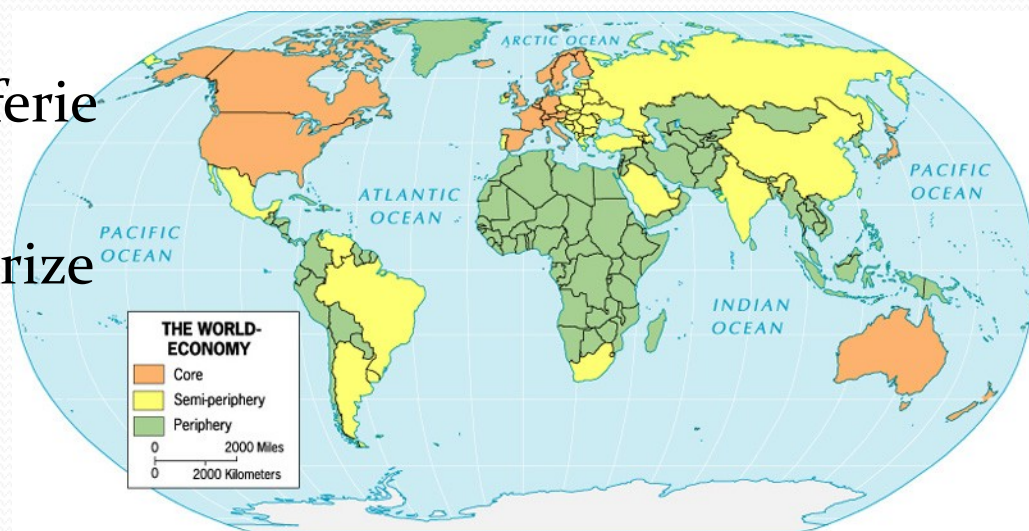 ferie
rize
ARCTIC OCEAN
ATLANTIC
OCEAN
PACIFIC
OCEAN
PACIFIC
OCEAN
INDIAN
OCEAN
THE WORLD-
ECONOMY
Core
Semi-periphery
Periphery
0 2000 Miles
0 2000 Kilometers